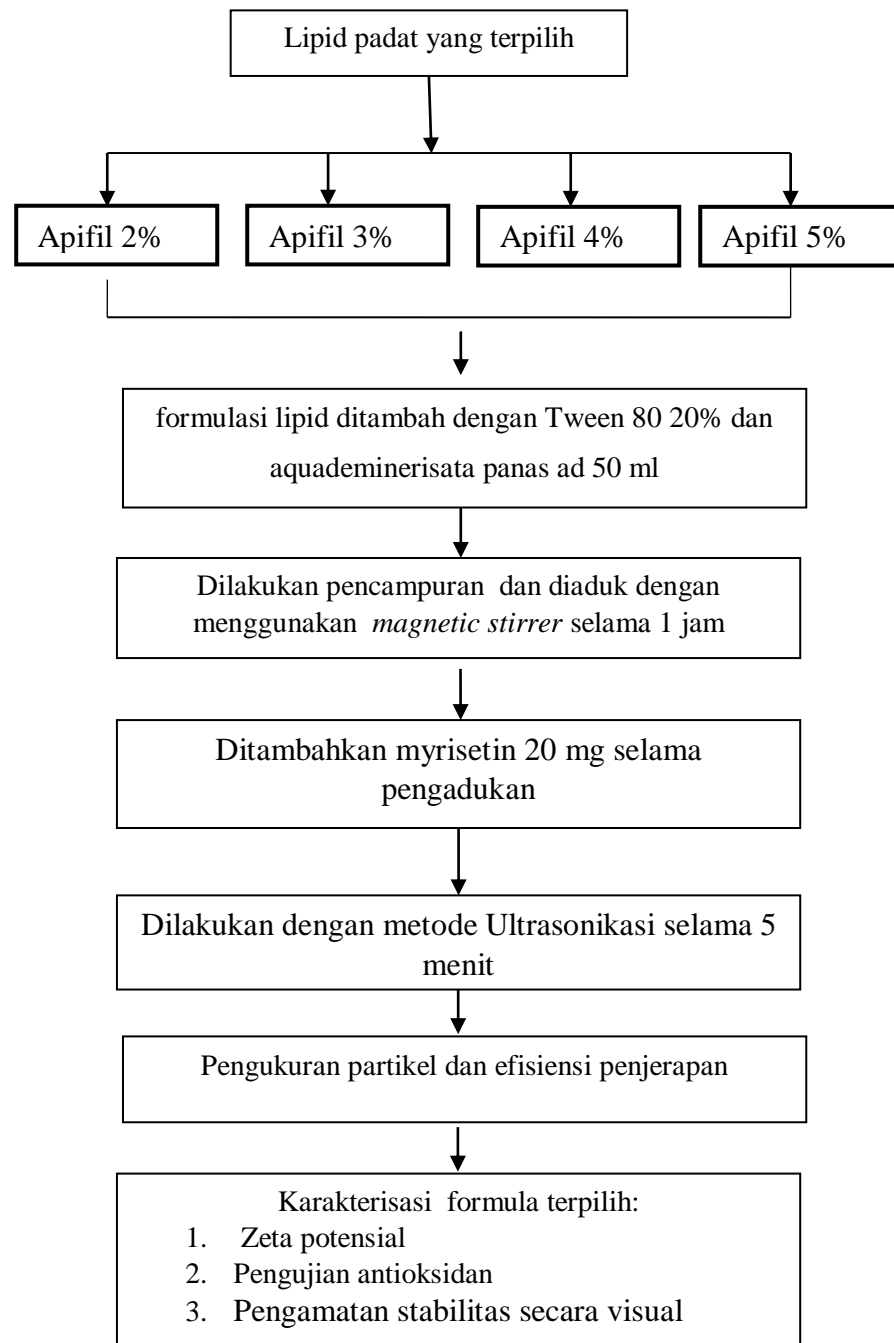 Lipid padat yang terpilih
Apifil 2%
Apifil 3%
Apifil 4%
Apifil 5%
formulasi lipid ditambah dengan Tween 80 20% dan
aquademinerisata panas ad 50 ml
Dilakukan pencampuran dan diaduk dengan
menggunakan magnetic stirrer selama 1 jam
Ditambahkan myrisetin 20 mg selama
pengadukan
Dilakukan dengan metode Ultrasonikasi selama 5
menit
Pengukuran partikel dan efisiensi penjerapan
Karakterisasi formula terpilih:
1. Zeta potensial
2. Pengujian antioksidan
3. Pengamatan stabilitas secara visual